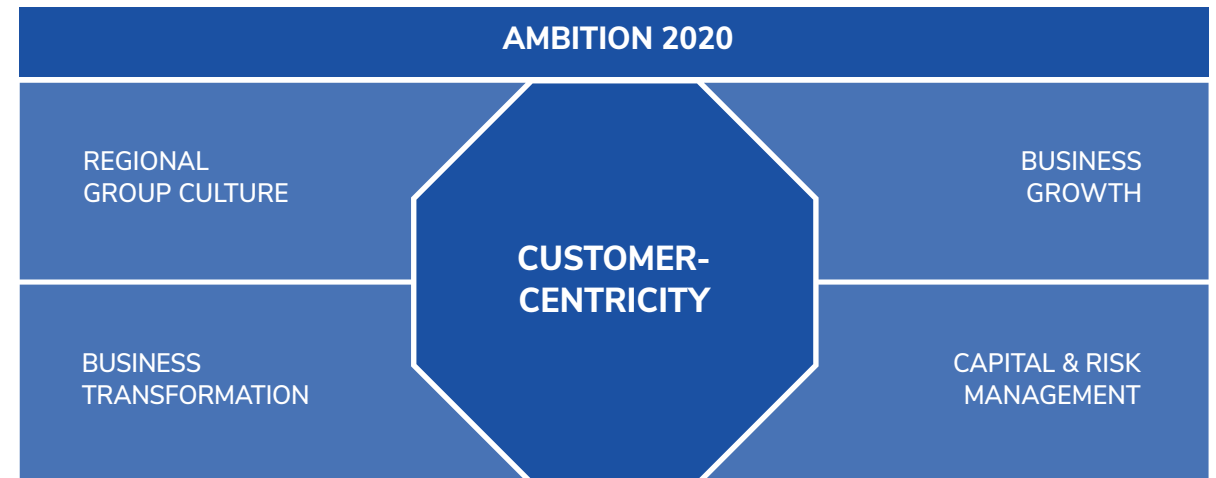 AMBITION 2020
REGIONAL
GROUP CULTURE
BUSINESS
GROWTH
CUSTOMER-
CENTRICITY
BUSINESS
TRANSFORMATION
CAPITAL & RISK
MANAGEMENT